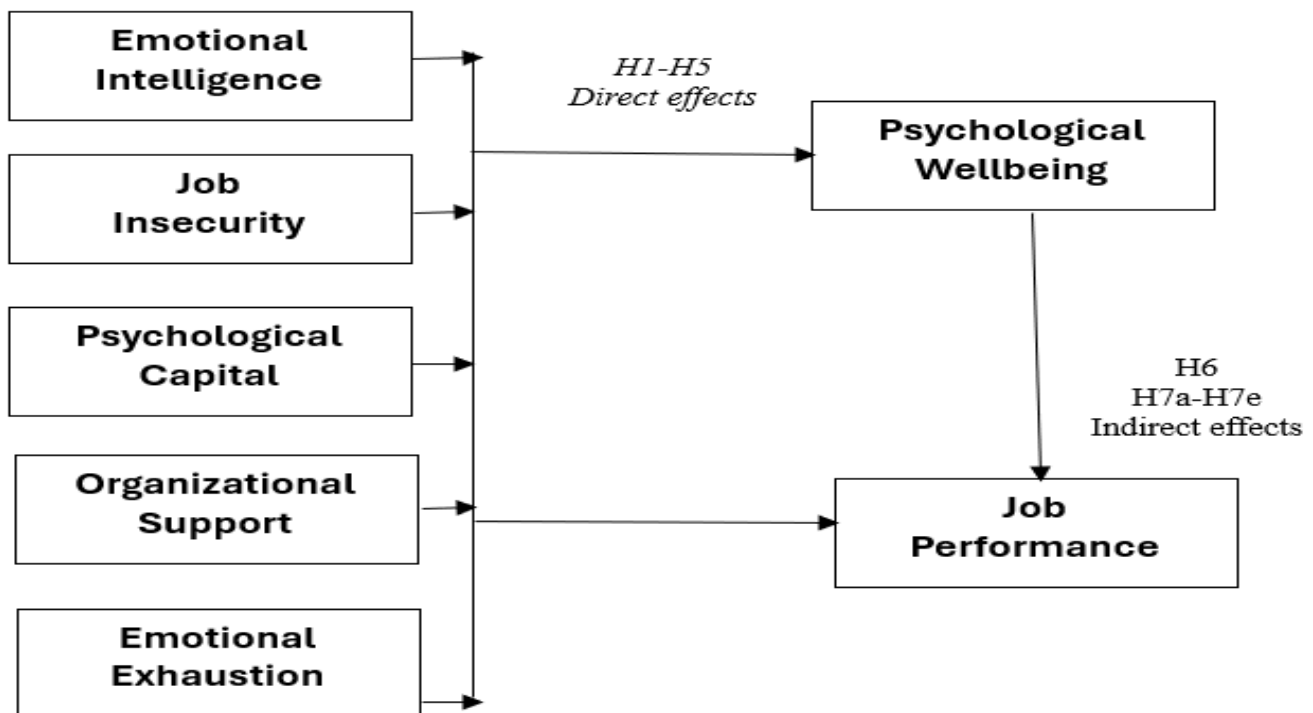 Emotional
Intelligence
H1-H5
Direct effects
Psychological
Wellbeing
Job
Insecurity
Psychological
Capital
H6
H7a-H7e
Indirect effects
Organizational
Support
Job
Performance
Emotional
Exhaustion